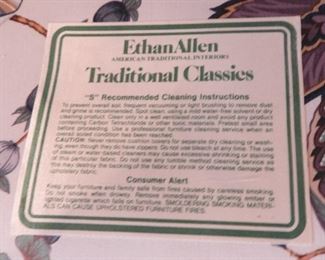 Ethan Allen
AMERICAN TRADITIONAL INTERIORS
Traditional Classics
"S" Recommended Cleaning Instructions
To prevent overall soil, frequent vacuuming or light brushing to remove dust
and grime is recommended. Spot clean, using a mild water-free solvent or dry
cleaning product. Clean only in a well ventilated room and avoid any product
containing Carbon Tetrachloride or other toxic materials. Pretest small area
before proceeding. Use a professional furniture cleaning service when an
overall soiled condition has been reached.
CAUTION: Never remove cushion covers for separate dry cleaning or wash-
ing, even though they do have zippers. Do not bleach at any time. The use
of steam or water-based cleaners may cause excessive shrinking or staining
of this particular fabric. Do not use any tumble method cleaning service as
this may destroy the backing of the fabric or shrink or otherwise damage the
upholstery fabric.
Consumer Alert
Keep your furniture and family safe from fires caused by careless smoking.
Do not smoke when drowsy. Remove immediately any glowing ember or
lighted cigarette which falls on furniture. SMOLDERING SMOKING MATERI-
ALS CAN CAUSE UPHOLSTERED FURNITURE FIRES.